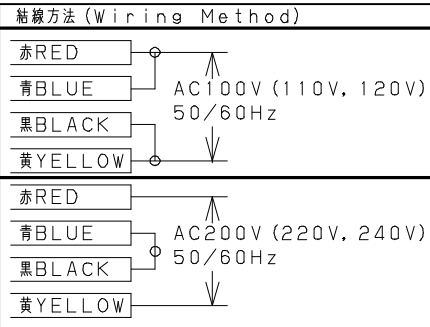 結線方法(Wiring Method)
赤RED
青BLUE
AC100V(110V, 120V)
50/60Hz
黒BLACK
黄YELLOW
赤RED
青BLUE
AC200V(220V, 240V)
50/60Hz
黒BLACK
黄YELLOW